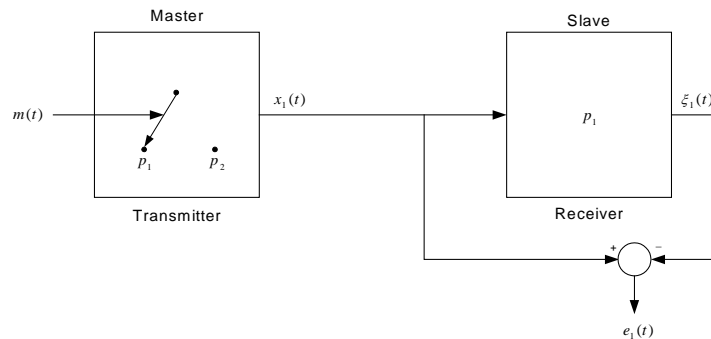 Master
Slave
m(t)
x₁(t)
ξ₁(t)
p₁
p₂
p₁
Transmitter
Receiver
+
−
e₁(t)